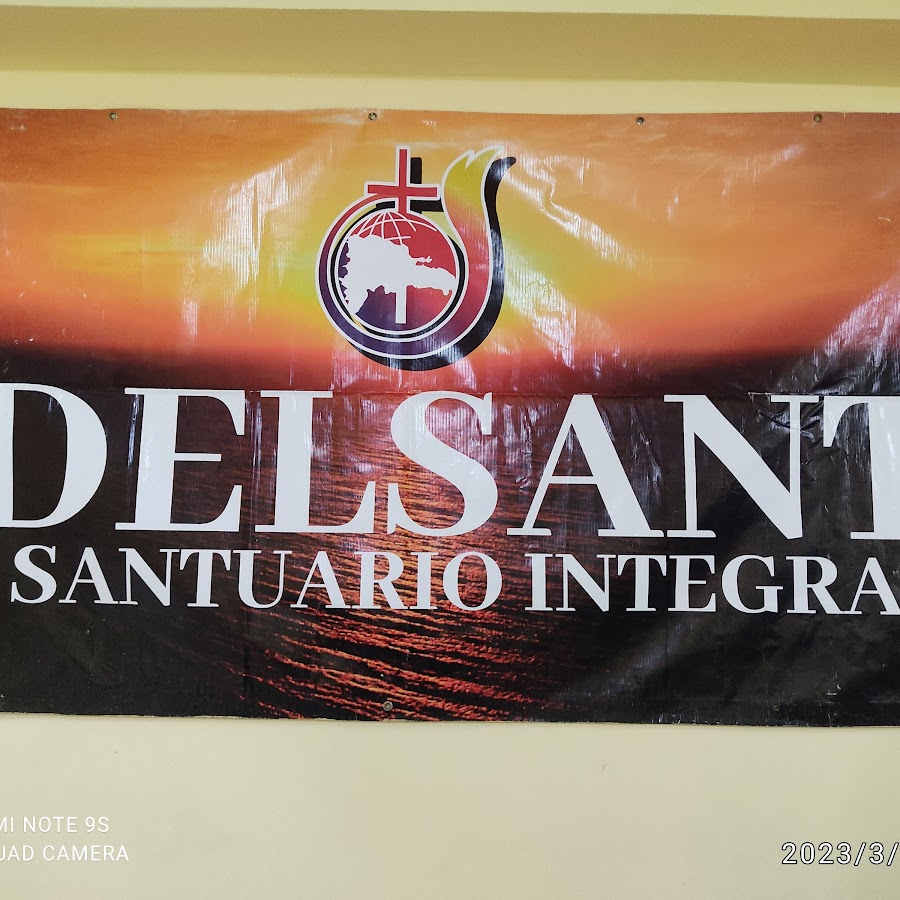 DELSANT
SANTUARIO INTEGRA
MI NOTE 9S
UAD CAMERA
2023/3/